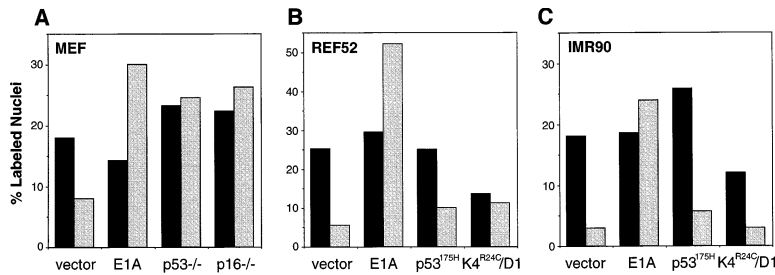 A
B
C
MEF
REF52
IMR90
% Labeled Nuclei
30
20
10
0
50
40
30
20
10
0
30
20
10
0
vector E1A p53-/- p16-/-
vector E1A p53¹⁷⁵ᴴ K4ᴿ²⁴ᶜ/D1
vector E1A p53¹⁷⁵ᴴ K4ᴿ²⁴ᶜ/D1